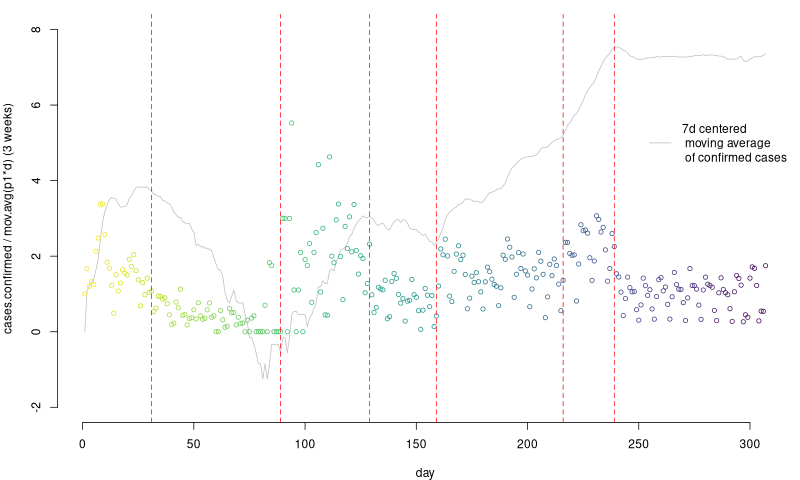 8
6
4
2
0
-2
cases.confirmed / mov.avg(p1*d) (3 weeks)
7d centered
moving average
of confirmed cases
0 50 100 150 200 250 300
day